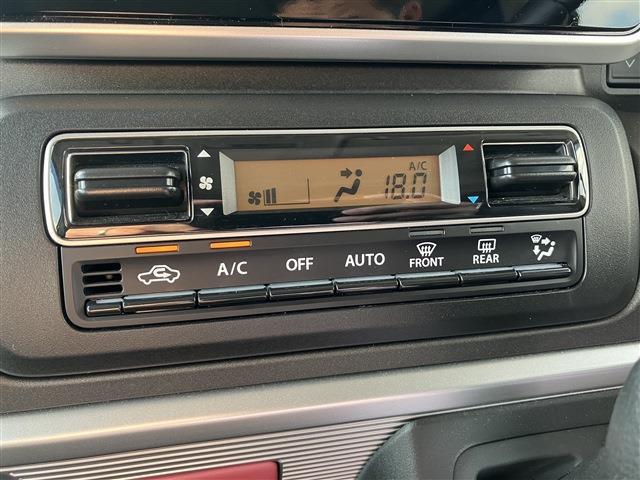 A/C
18.0
A/C
OFF
AUTO
FRONT
REAR